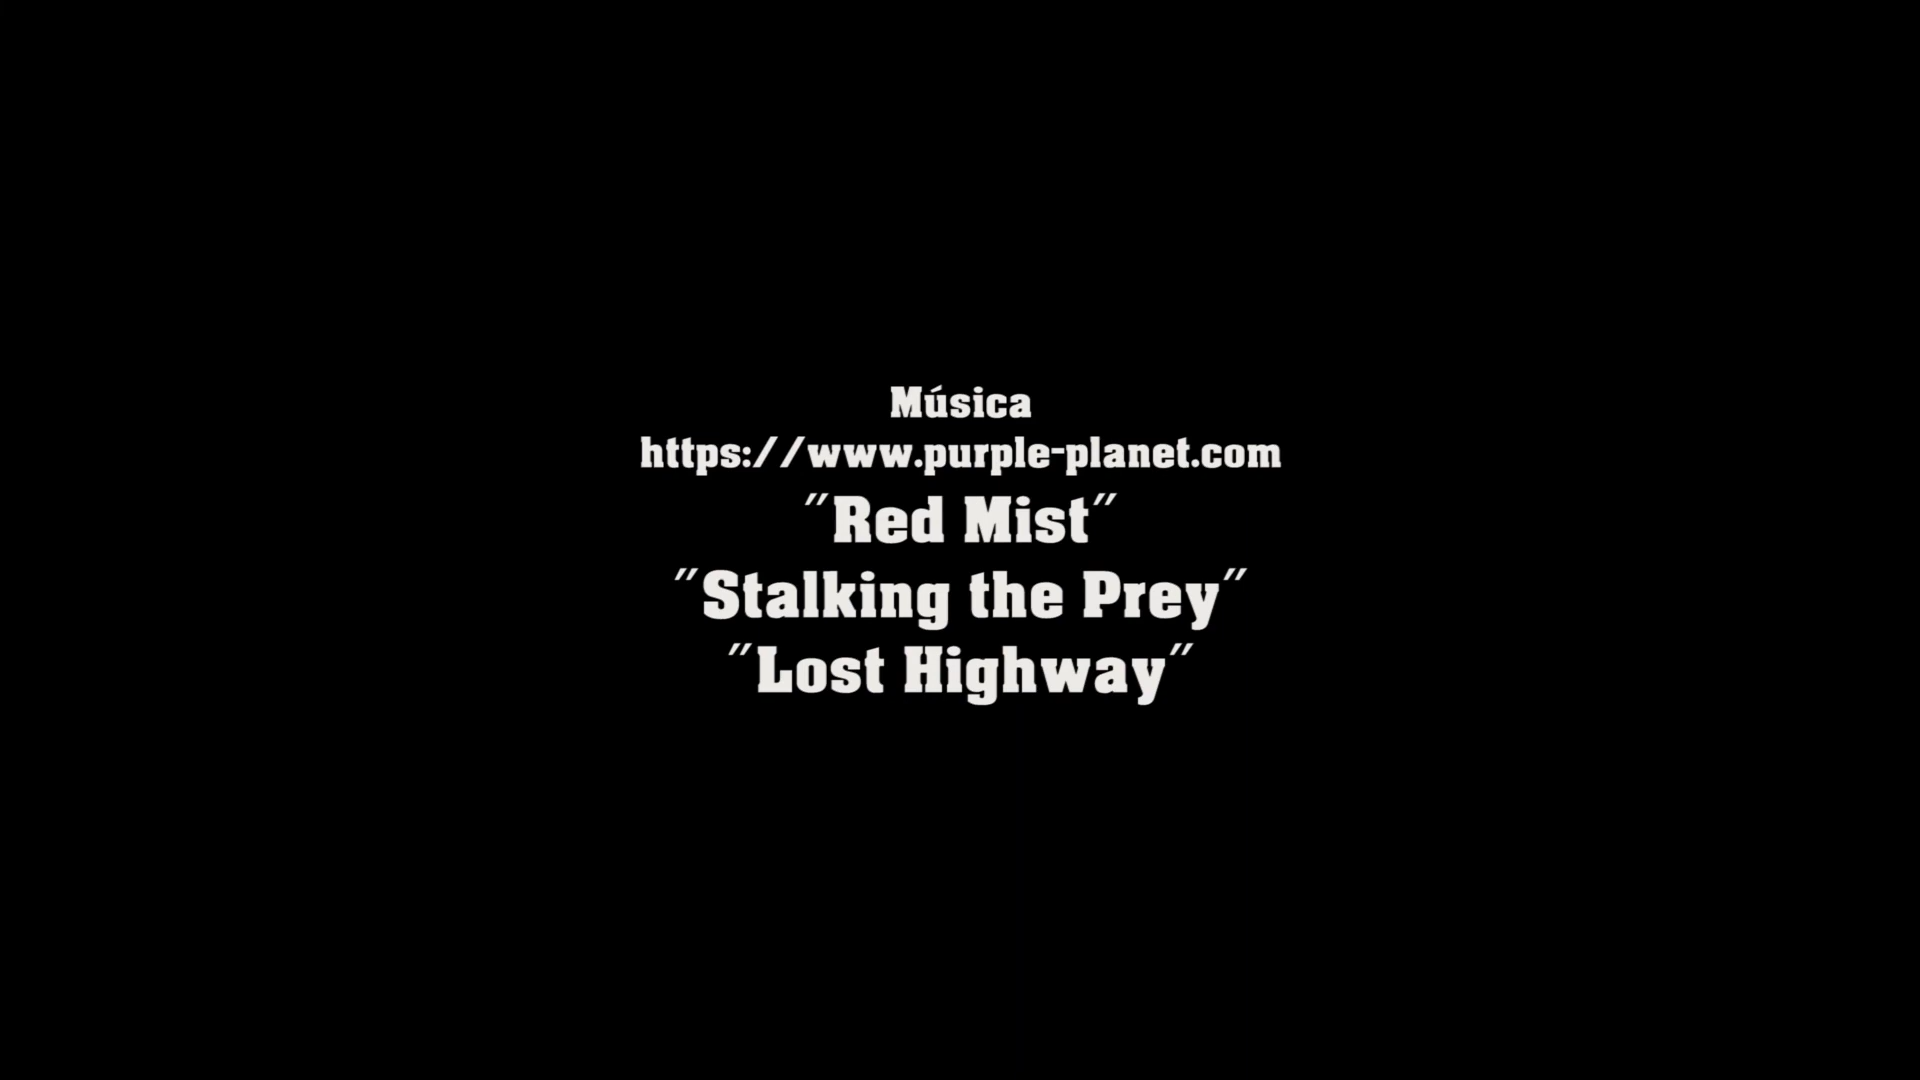 Música
https://www.purple-planet.com
"Red Mist"
"Stalking the Prey"
"Lost Highway"